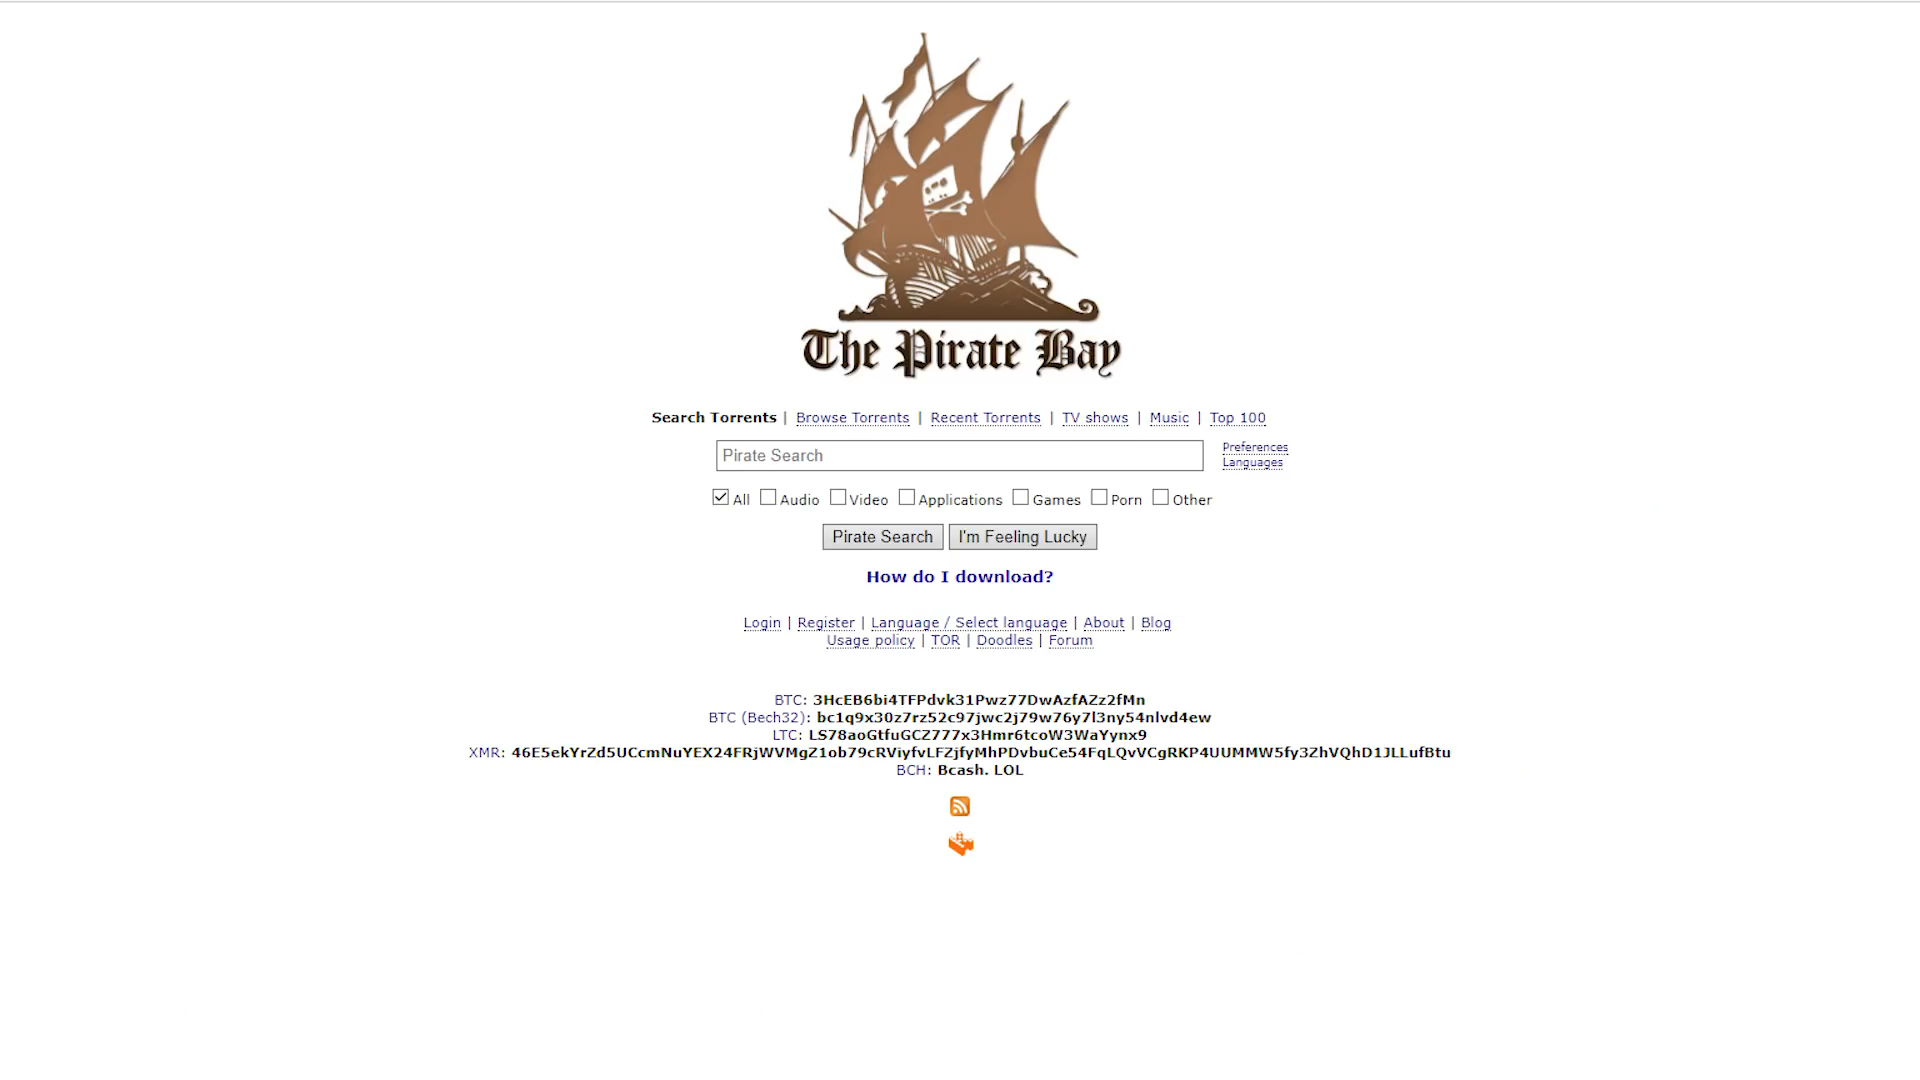 The Pirate Bay
Search Torrents | Browse Torrents | Recent Torrents | TV shows | Music | Top 100
Pirate Search
Preferences
Languages
All Audio Video Applications Games Porn Other
Pirate Search I'm Feeling Lucky
How do I download?
Login | Register | Language / Select language | About | Blog
Usage policy | TOR | Doodles | Forum
BTC: 3HcEB6bi4TFPdvk31Pwz77DwAzfAZz2fMn
BTC (Bech32): bc1q9x30z7rz52c97jwc2j79w76y7l3ny54nlvd4ew
LTC: LS78aoGtfuGCZ777x3Hmr6tcoW3WaYynx9
XMR: 46E5ekYrZd5UCcmNuYEX24FRjWVMgZ1ob79cRViyfvLFZjfyMhPDvbuCe54FqLQvVCgRKP4UUMMW5fy3ZhVQhD1JLLufBtu
BCH: Bcash. LOL